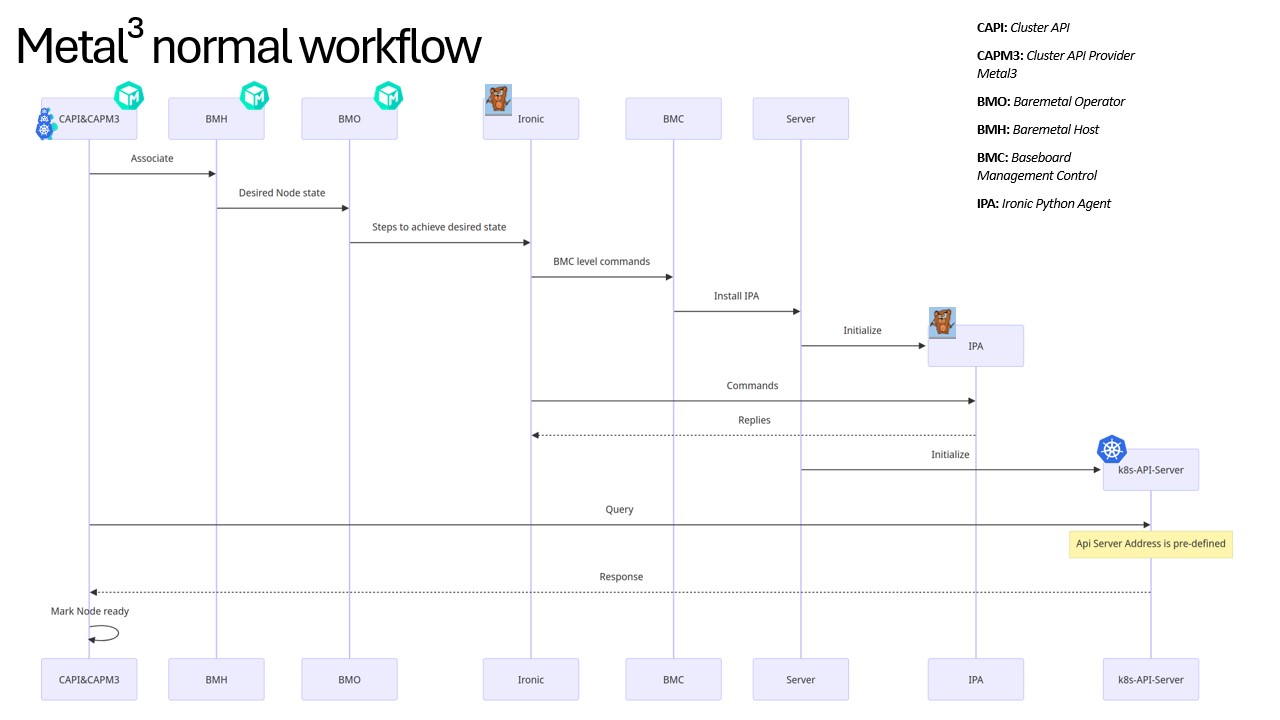 Metal³ normal workflow
CAPI: Cluster API
CAPM3: Cluster API Provider
Metal3
BMO: Baremetal Operator
BMH: Baremetal Host
BMC: Baseboard
Management Control
IPA: Ironic Python Agent
CAPI&CAPM3
BMH
BMO
Ironic
BMC
Server
Associate
Desired Node state
Steps to achieve desired state
BMC level commands
Install IPA
Initialize
IPA
Commands
Replies
Initialize
k8s-API-Server
Query
Api Server Address is pre-defined
Response
Mark Node ready
CAPI&CAPM3
BMH
BMO
Ironic
BMC
Server
IPA
k8s-API-Server